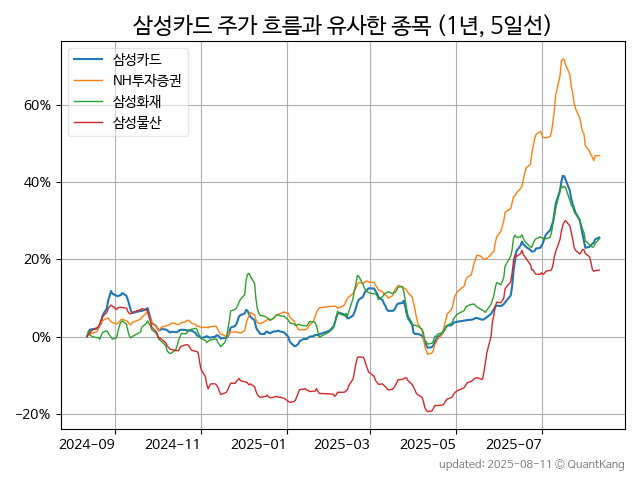 삼성카드 주가 흐름과 유사한 종목 (1년, 5일선)
삼성카드
NH투자증권
삼성화재
삼성물산
60%
40%
20%
0%
−20%
2024−09
2024−11
2025−01
2025−03
2025−05
2025−07
updated: 2025-08-11 © QuantKang